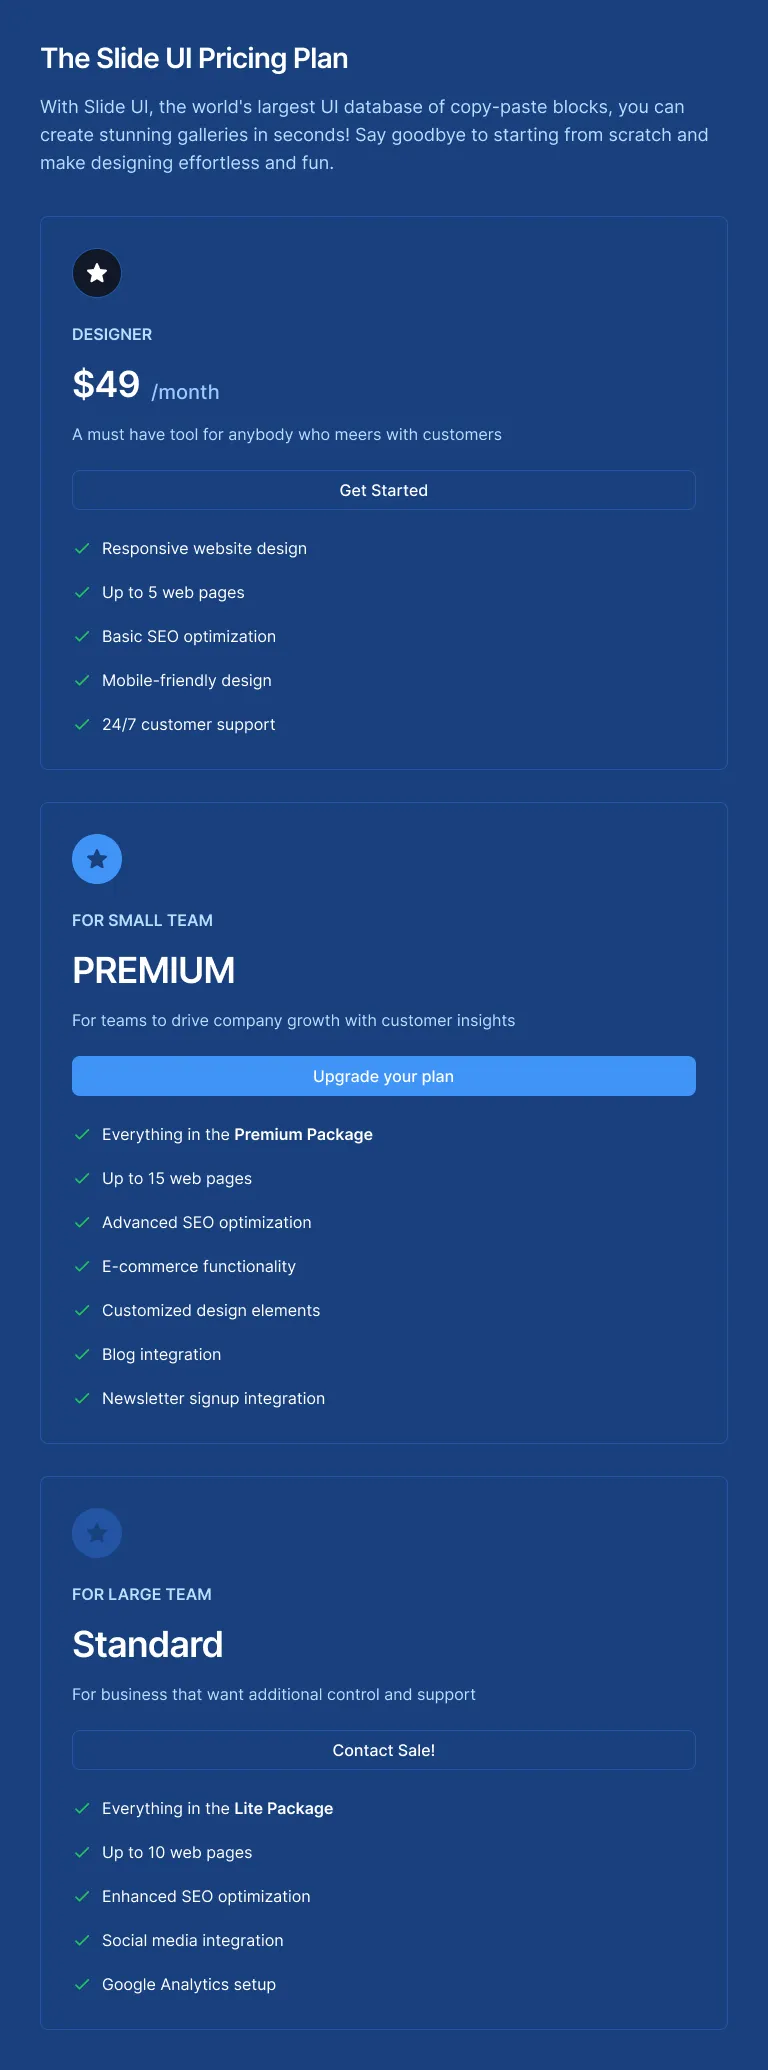 The Slide UI Pricing Plan
With Slide UI, the world's largest UI database of copy-paste blocks, you can
create stunning galleries in seconds! Say goodbye to starting from scratch and
make designing effortless and fun.
DESIGNER
$49 /month
A must have tool for anybody who meers with customers
Get Started
Responsive website design
Up to 5 web pages
Basic SEO optimization
Mobile-friendly design
24/7 customer support
FOR SMALL TEAM
PREMIUM
For teams to drive company growth with customer insights
Upgrade your plan
Everything in the Premium Package
Up to 15 web pages
Advanced SEO optimization
E-commerce functionality
Customized design elements
Blog integration
Newsletter signup integration
FOR LARGE TEAM
Standard
For business that want additional control and support
Contact Sale!
Everything in the Lite Package
Up to 10 web pages
Enhanced SEO optimization
Social media integration
Google Analytics setup